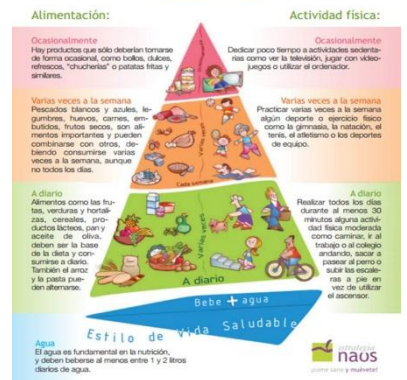 Alimentación:
Actividad física:
Ocasionalmente
Hay productos que sólo deberían tomarse
de forma ocasional, como bollos, dulces,
refrescos, "chucherías" o patatas fritas y
similares.
Ocasionalmente
Dedicar poco tiempo a actividades sedenta-
rias como ver la televisión, jugar con video-
juegos o utilizar el ordenador.
Varias veces a la semana
Pescados blancos y azules, le-
gumbres, huevos, carnes, em-
butidos, frutos secos, son ali-
mentos importantes y pueden
combinarse con otros, de-
biendo consumirse varias
veces a la semana, aunque
no todos los días.
Varias veces a la semana
Practicar varias veces a la semana
algún deporte o ejercicio físico
como la gimnasia, la natación, el
tenis, el atletismo o los deportes
de equipo.
Varias veces
Cada semana
A diario
Alimentos como las fru-
tas, verduras y hortali-
zas, cereales, pro-
ductos lácteos, pan y
aceite de oliva,
deben ser la base
de la dieta y con-
sumirse a diario.
También el arroz
y la pasta pue-
den alternarse.
A diario
Realizar todos los días
durante al menos 30
minutos alguna activi-
dad física moderada
como caminar, ir al
trabajo o al colegio
andando, sacar a
pasear al perro o
subir las escale-
ras a pie en
vez de utilizar
el ascensor.
Varias veces
A diario
Bebe + agua
Estilo de Vida Saludable
Agua
El agua es fundamental en la nutrición,
y deben beberse al menos entre 1 y 2 litros
diarios de agua.
estrategia
naos
¡come sano y muévete!